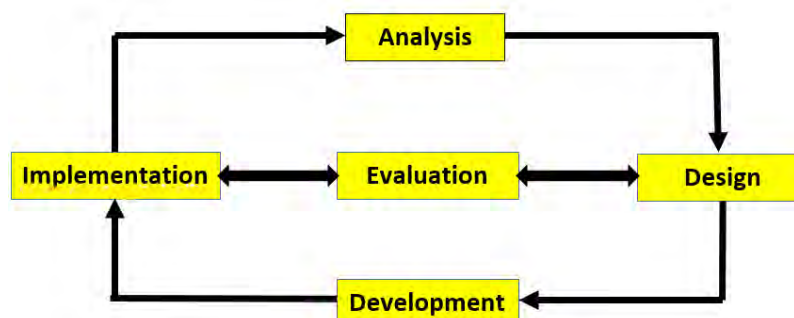 Analysis
Implementation
Evaluation
Design
Development